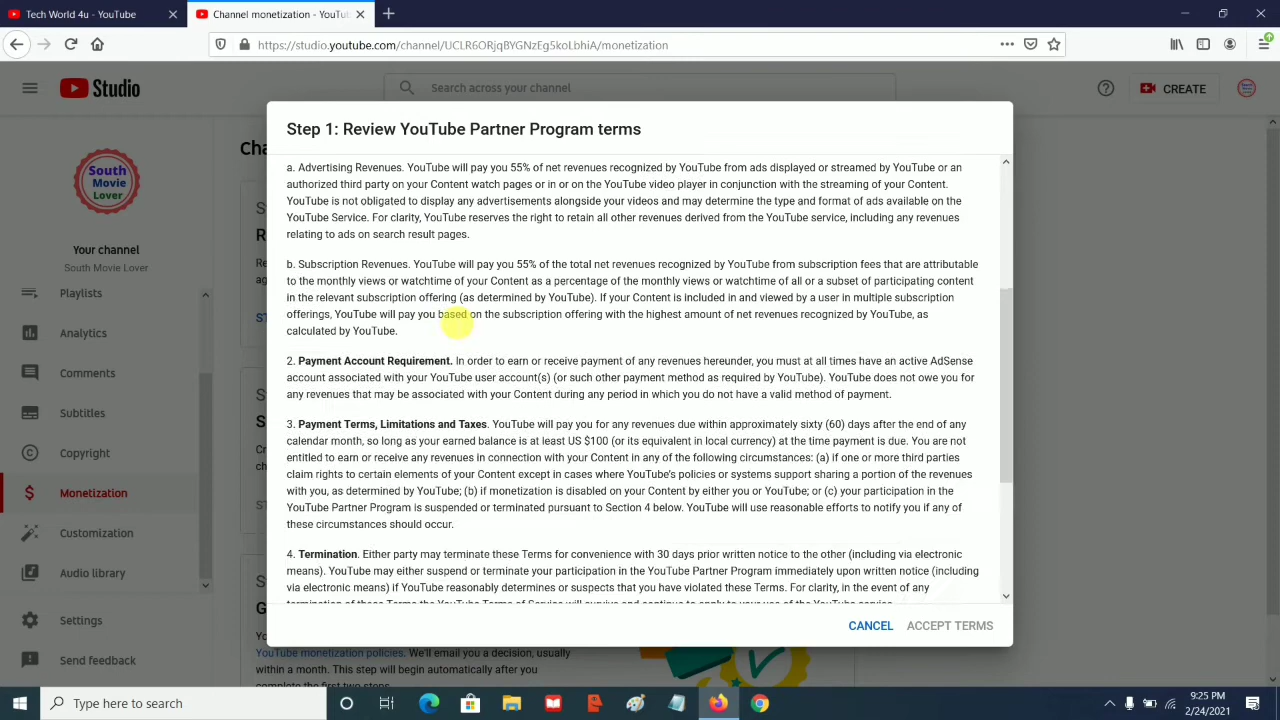 Tech World 4u
Channel monetization - YouTu
https://studio.youtube.com/channel/UCLR6ORjqBYGNzEg5koLbhiA/monetization
Studio
Search across your channel
CREATE
South
Movie
Lover
Your channel
South Movie Lover
Playlists
Analytics
Comments
Subtitles
Copyright
Monetization
Customization
Audio library
Settings
Send feedback
Cha
Step 1: Review YouTube Partner Program terms
a. Advertising Revenues. YouTube will pay you 55% of net revenues recognized by YouTube from ads displayed or streamed by YouTube or an
authorized third party on your Content watch pages or in or on the YouTube video player in conjunction with the streaming of your Content.
YouTube is not obligated to display any advertisements alongside your videos and may determine the type and format of ads available on the
YouTube Service. For clarity, YouTube reserves the right to retain all other revenues derived from the YouTube service, including any revenues
relating to ads on search result pages.
b. Subscription Revenues. YouTube will pay you 55% of the total net revenues recognized by YouTube from subscription fees that are attributable
to the monthly views or watchtime of your Content as a percentage of the monthly views or watchtime of all or a subset of participating content
in the relevant subscription offering (as determined by YouTube). If your Content is included in and viewed by a user in multiple subscription
offerings, YouTube will pay you based on the subscription offering with the highest amount of net revenues recognized by YouTube, as
calculated by YouTube.
2. Payment Account Requirement. In order to earn or receive payment of any revenues hereunder, you must at all times have an active AdSense
account associated with your YouTube user account(s) (or such other payment method as required by YouTube). YouTube does not owe you for
any revenues that may be associated with your Content during any period in which you do not have a valid method of payment.
3. Payment Terms, Limitations and Taxes. YouTube will pay you for any revenues due within approximately sixty (60) days after the end of any
calendar month, so long as your earned balance is at least US $100 (or its equivalent in local currency) at the time payment is due. You are not
entitled to earn or receive any revenues in connection with your Content in any of the following circumstances: (a) if one or more third parties
claim rights to certain elements of your Content except in cases where YouTube's policies or systems support sharing a portion of the revenues
with you, as determined by YouTube; (b) if monetization is disabled on your Content by either you or YouTube; or (c) your participation in the
YouTube Partner Program is suspended or terminated pursuant to Section 4 below. YouTube will use reasonable efforts to notify you if any of
these circumstances should occur.
4. Termination. Either party may terminate these Terms for convenience with 30 days prior written notice to the other (including via electronic
means). YouTube may either suspend or terminate your participation in the YouTube Partner Program immediately upon written notice (including
via electronic means) if YouTube reasonably determines or suspects that you have violated these Terms. For clarity, in the event of any
termination of these Terms the YouTube Terms of Service will survive and continue to apply to your use of the YouTube service.
CANCEL
ACCEPT TERMS
YouTube monetization policies. We'll email you a decision, usually
within a month. This step will begin automatically after you
complete the first two steps.
Type here to search
9:25 PM
2/24/2021